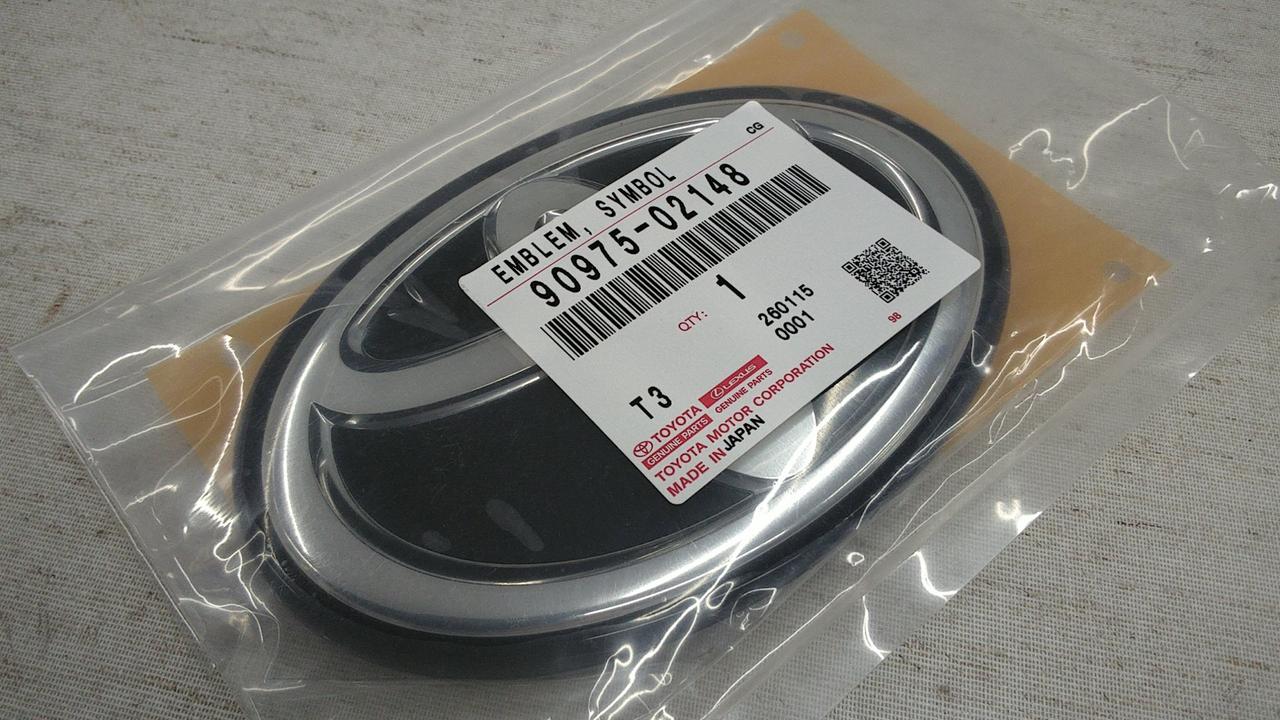 CG
EMBLEM, SYMBOL
90975-02148
QTY: 1
260115
0001
98
T3
TOYOTA
GENUINE PARTS
LEXUS
GENUINE PARTS
TOYOTA MOTOR CORPORATION
MADE IN JAPAN